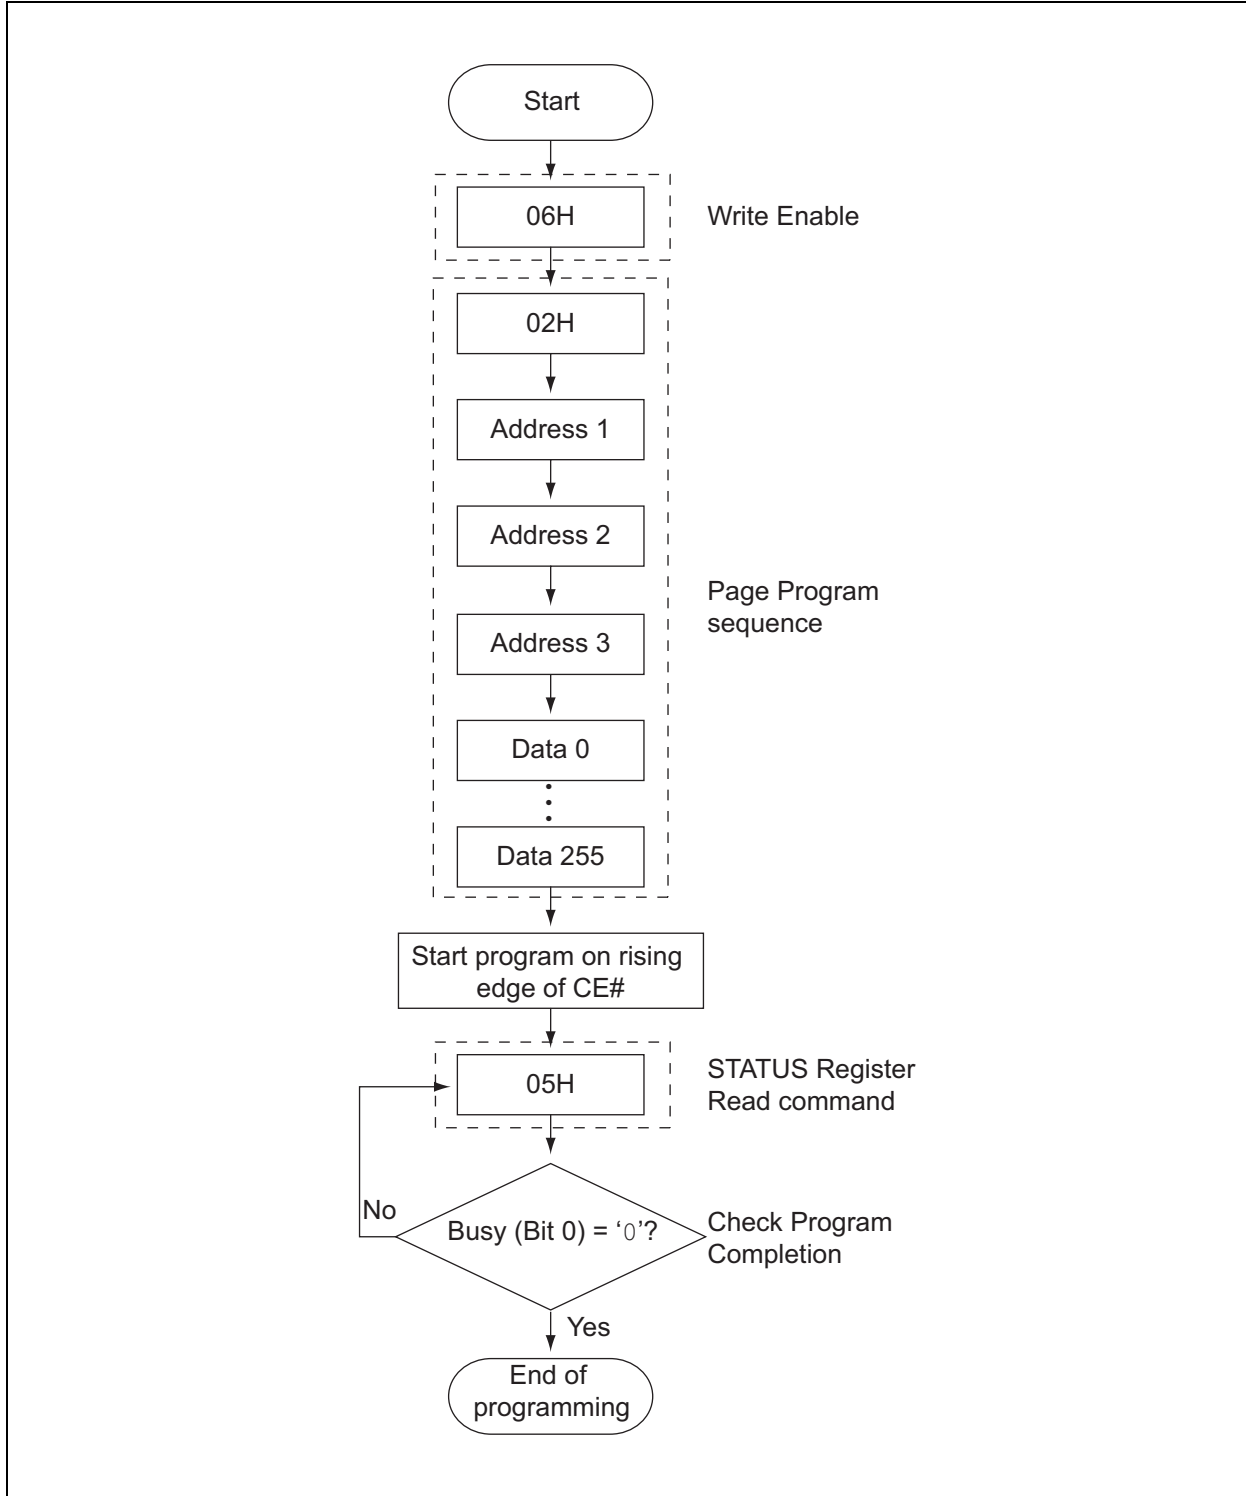 Start
06H
Write Enable
02H
Address 1
Address 2
Address 3
Page Program
sequence
Data 0
Data 255
Start program on rising
edge of CE#
05H
STATUS Register
Read command
No
Busy (Bit 0) = ‘0’?
Check Program
Completion
Yes
End of
programming